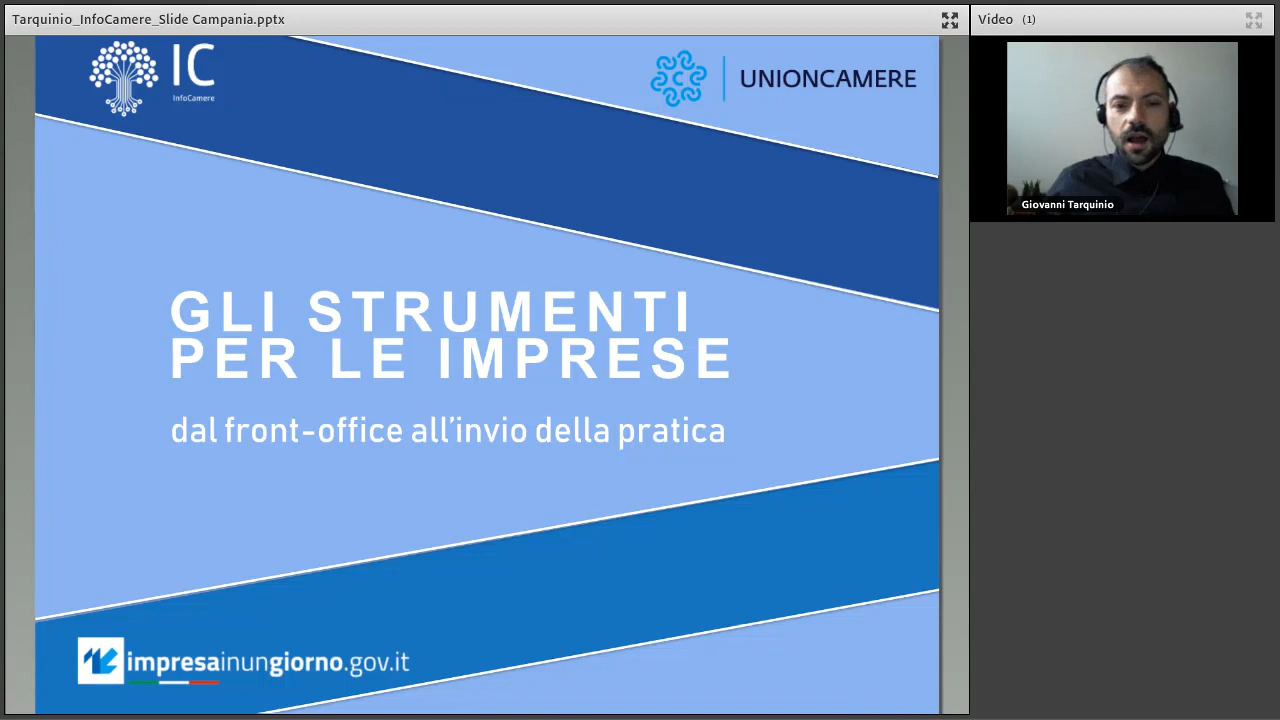 Tarquinio_InfoCamere_Slide Campania.pptx
Video (1)
IC
InfoCamere
UNIONCAMERE
Giovanni Tarquinio
GLI STRUMENTI
PER LE IMPRESE
dal front-office all'invio della pratica
impresainungiorno.gov.it